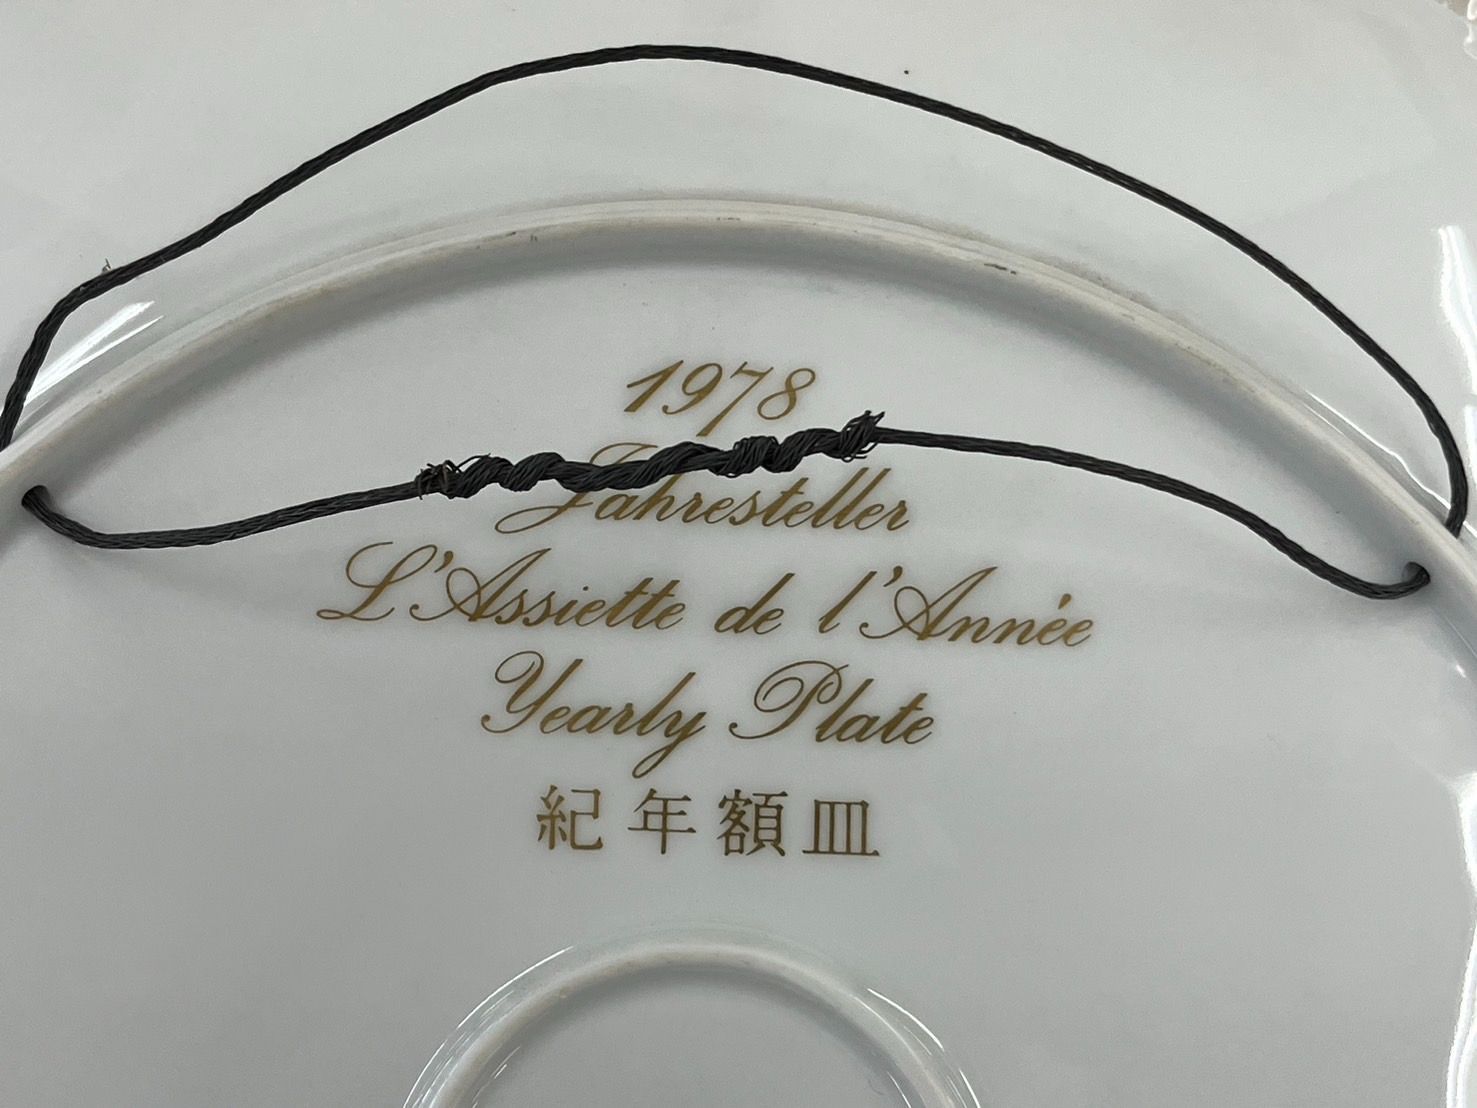 1978
Jahresteller
L'Assiette de l'Année
Yearly Plate
紀年額皿